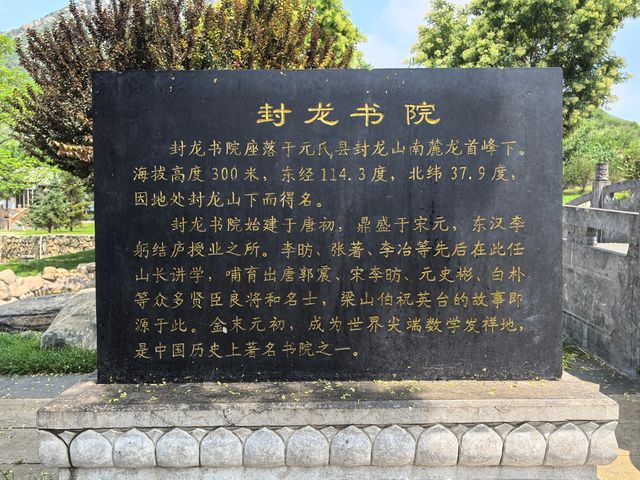 封龙书院
封龙书院座落于元氏县封龙山南麓龙首峰下。
海拔高度300米，东经114.3度，北纬37.9度，
因地处封龙山下而得名。
封龙书院始建于唐初，鼎盛于宋元，东汉李
躬结庐授业之所。李昉、张著、李冶等先后在此任
山长讲学，哺育出唐郭震、宋李昉、元史彬、白朴
等众多贤臣良将和名士，梁山伯祝英台的故事即
源于此。金末元初，成为世界尖端数学发祥地，
是中国历史上著名书院之一。